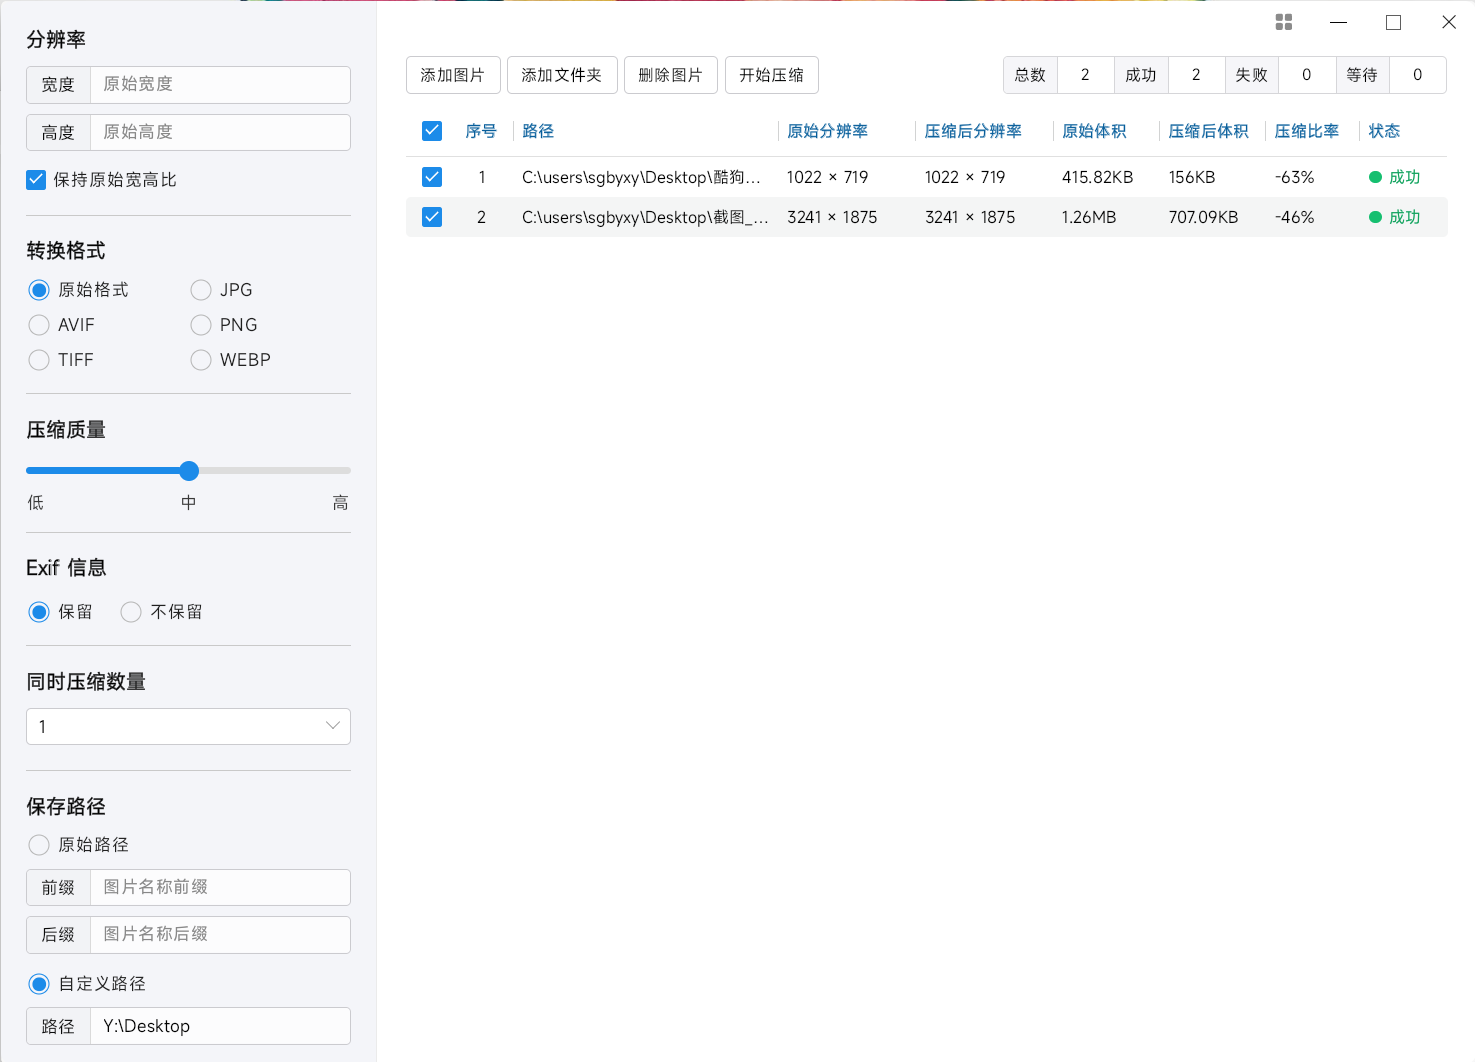 分辨率
宽度 原始宽度
高度 原始高度
保持原始宽高比
转换格式
原始格式 JPG
AVIF PNG
TIFF WEBP
压缩质量
低 中 高
Exif 信息
保留 不保留
同时压缩数量
1
保存路径
原始路径
前缀 图片名称前缀
后缀 图片名称后缀
自定义路径
路径 Y:\Desktop
添加图片 添加文件夹 删除图片 开始压缩 总数 2 成功 2 失败 0 等待 0
序号 路径 原始分辨率 压缩后分辨率 原始体积 压缩后体积 压缩比率 状态
1 C:\users\sgbyxy\Desktop\酷狗... 1022 × 719 1022 × 719 415.82KB 156KB -63% 成功
2 C:\users\sgbyxy\Desktop\截图_... 3241 × 1875 3241 × 1875 1.26MB 707.09KB -46% 成功